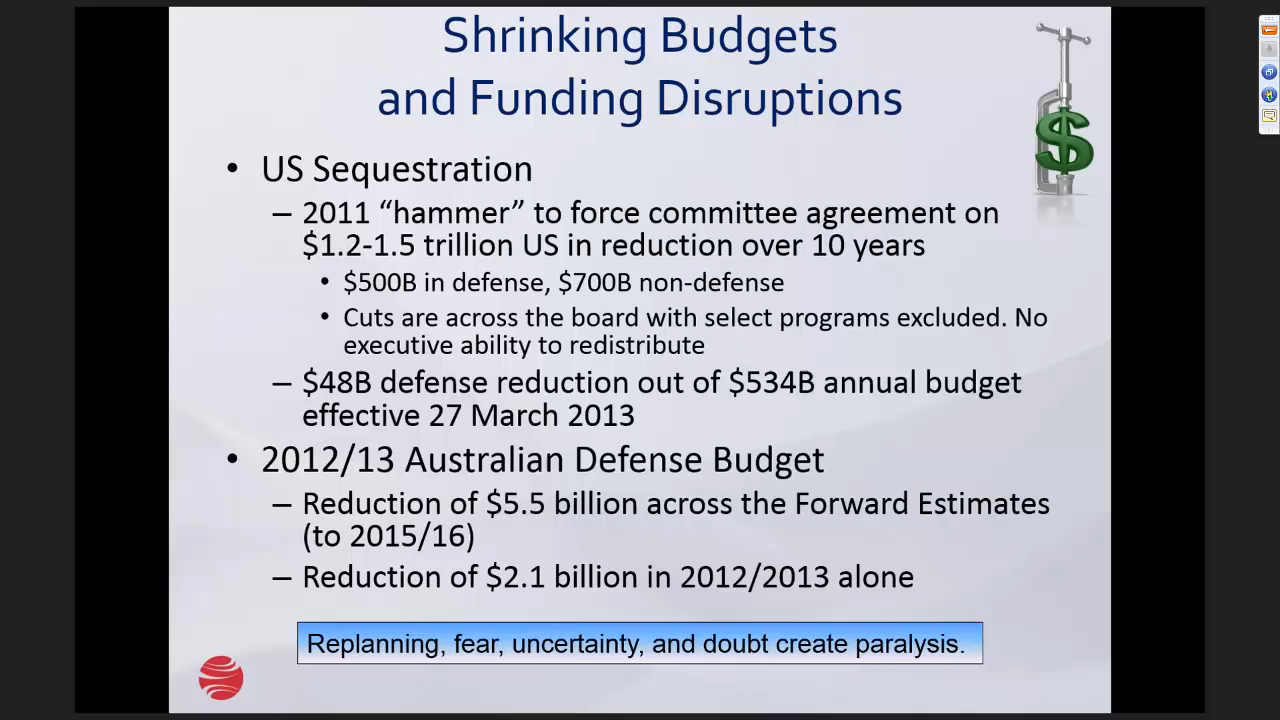 Shrinking Budgets
and Funding Disruptions
$
• US Sequestration
– 2011 “hammer” to force committee agreement on
$1.2-1.5 trillion US in reduction over 10 years
• $500B in defense, $700B non-defense
• Cuts are across the board with select programs excluded. No
executive ability to redistribute
– $48B defense reduction out of $534B annual budget
effective 27 March 2013
• 2012/13 Australian Defense Budget
– Reduction of $5.5 billion across the Forward Estimates
(to 2015/16)
– Reduction of $2.1 billion in 2012/2013 alone
Replanning, fear, uncertainty, and doubt create paralysis.